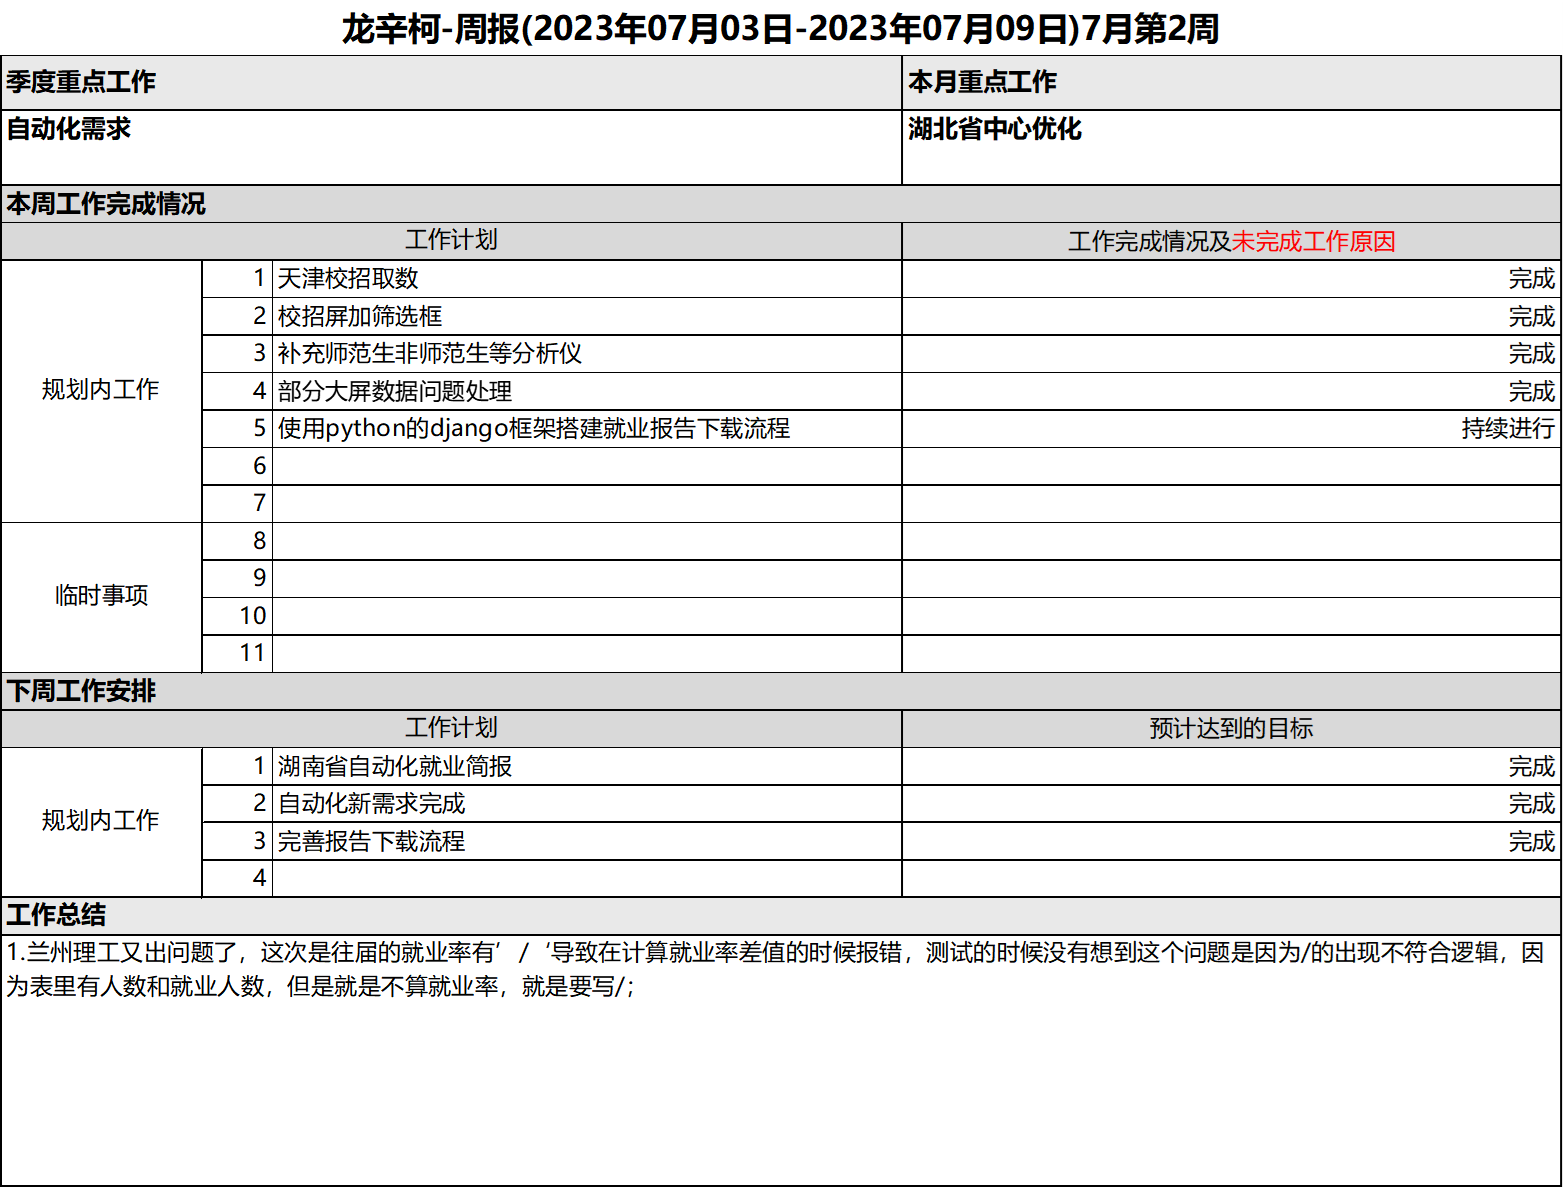 龙辛柯-周报(2023年07月03日-2023年07月09日)7月第2周
季度重点工作 本月重点工作
自动化需求 湖北省中心优化
本周工作完成情况
工作计划 工作完成情况及未完成工作原因
规划内工作
1 天津校招取数 完成
2 校招屏加筛选框 完成
3 补充师范生非师范生等分析仪 完成
4 部分大屏数据问题处理 完成
5 使用python的django框架搭建就业报告下载流程 持续进行
6
7
临时事项
8
9
10
11
下周工作安排
工作计划 预计达到的目标
规划内工作
1 湖南省自动化就业简报 完成
2 自动化新需求完成 完成
3 完善报告下载流程 完成
4
工作总结
1.兰州理工又出问题了，这次是往届的就业率有’/‘导致在计算就业率差值的时候报错，测试的时候没有想到这个问题是因为/的出现不符合逻辑，因
为表里有人数和就业人数，但是就是不算就业率，就是要写/；